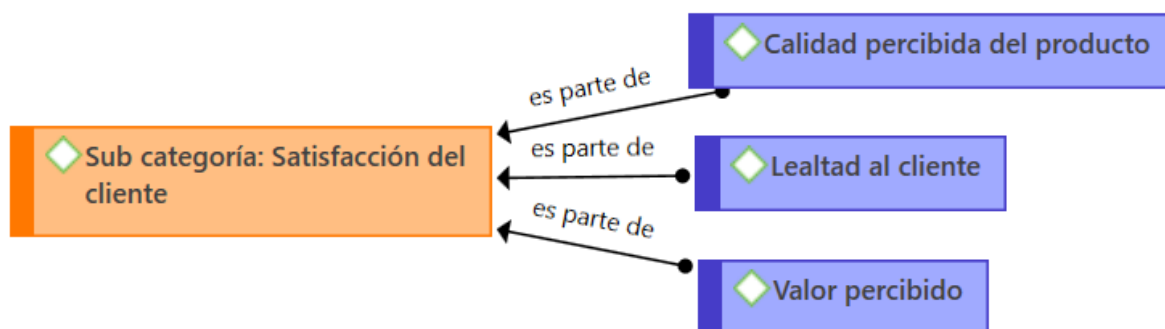 Calidad percibida del producto
es parte de
Sub categoría: Satisfacción del
cliente
es parte de
Lealtad al cliente
es parte de
Valor percibido